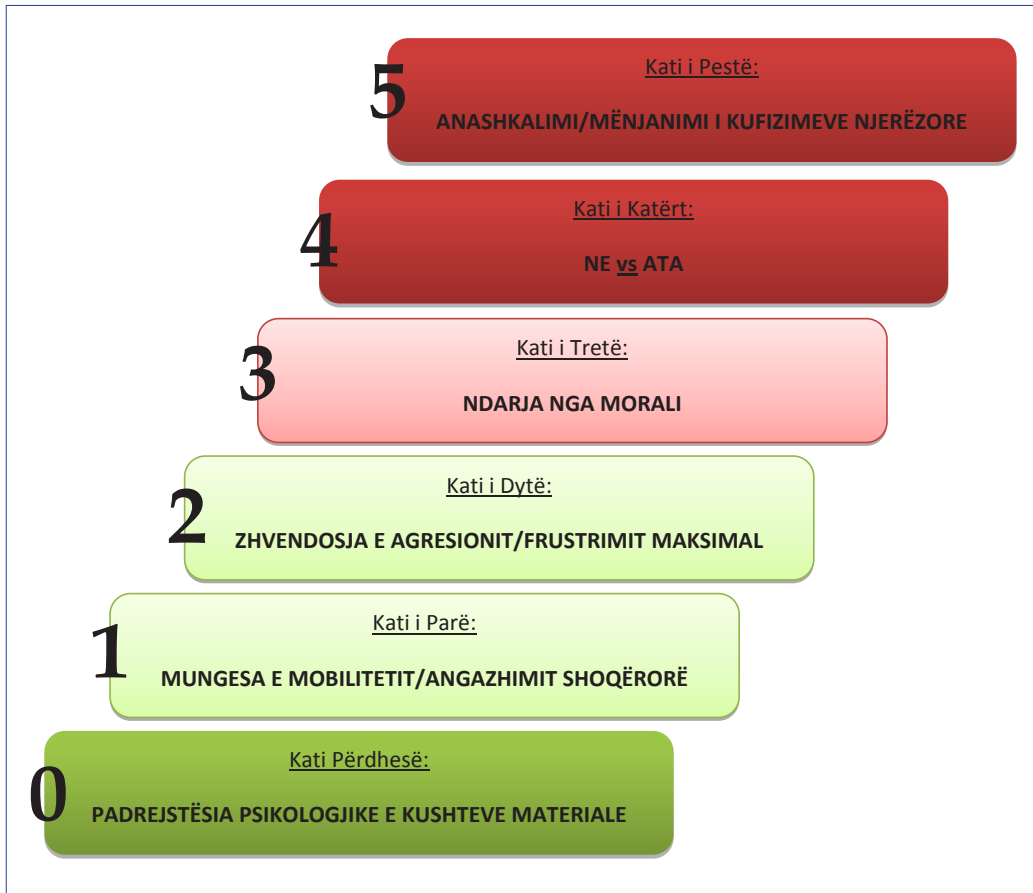 5
Kati i Pestë:
ANASHKALIMI/MËNJANIMI I KUFIZIMEVE NJERËZORE
4
Kati i Katërt:
NE vs ATA
3
Kati i Tretë:
NDARJA NGA MORALI
2
Kati i Dytë:
ZHVENDOSJA E AGRESIONIT/FRUSTRIMIT MAKSIMAL
1
Kati i Parë:
MUNGESA E MOBILITETIT/ANGAZHIMIT SHOQËRORË
0
Kati Përdhesë:
PADREJSTËSIA PSIKOLOGJIKE E KUSHTEVE MATERIALE